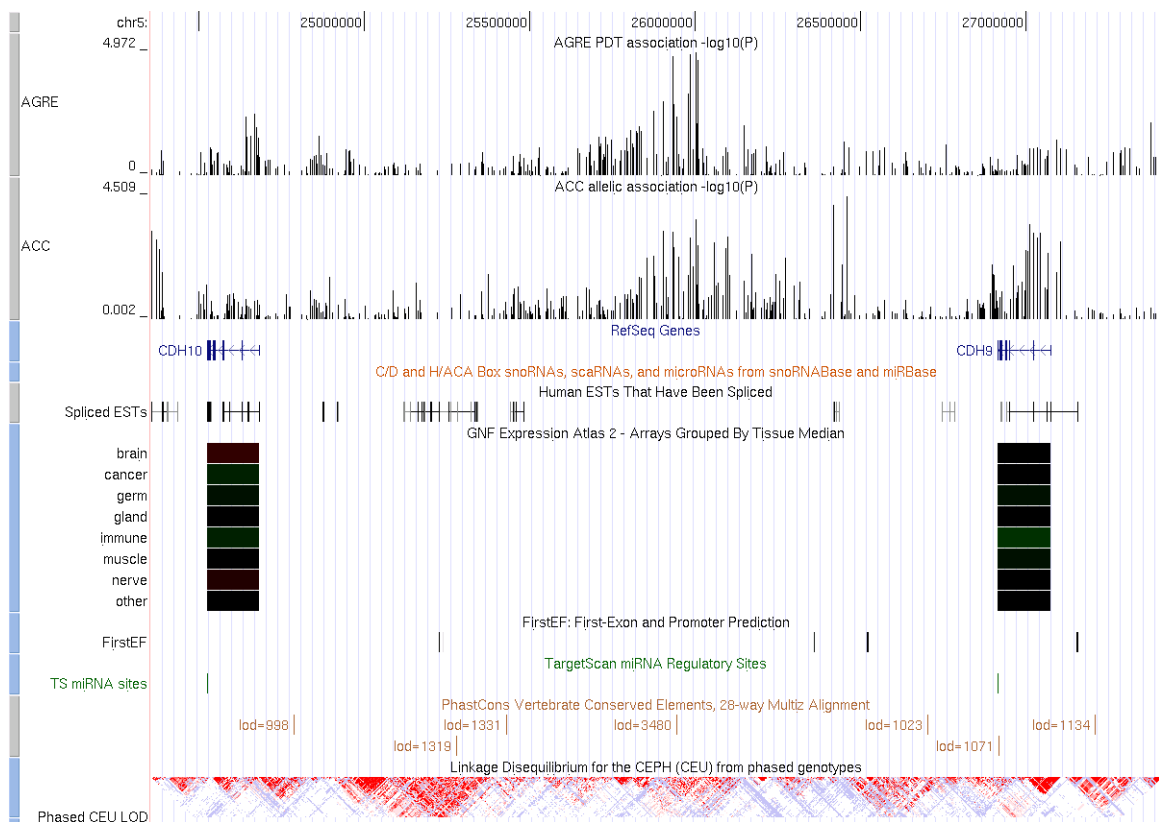 chr5: 25000000 25500000 26000000 26500000 27000000
AGRE PDT association -log10(P)
4.972 _
AGRE
0 _
ACC allelic association -log10(P)
4.509 _
ACC
0.002 _
RefSeq Genes
CDH10 CDH9
C/D and H/ACA Box snoRNAs, scaRNAs, and microRNAs from snoRNABase and miRBase
Human ESTs That Have Been Spliced
Spliced ESTs
GNF Expression Atlas 2 - Arrays Grouped By Tissue Median
brain
cancer
germ
gland
immune
muscle
nerve
other
FirstEF: First-Exon and Promoter Prediction
FirstEF
TargetScan miRNA Regulatory Sites
TS miRNA sites
PhastCons Vertebrate Conserved Elements, 28-way Multiz Alignment
lod=998 lod=1331 lod=3480 lod=1023 lod=1134
lod=1319 lod=1071
Linkage Disequilibrium for the CEPH (CEU) from phased genotypes
Phased CEU LOD